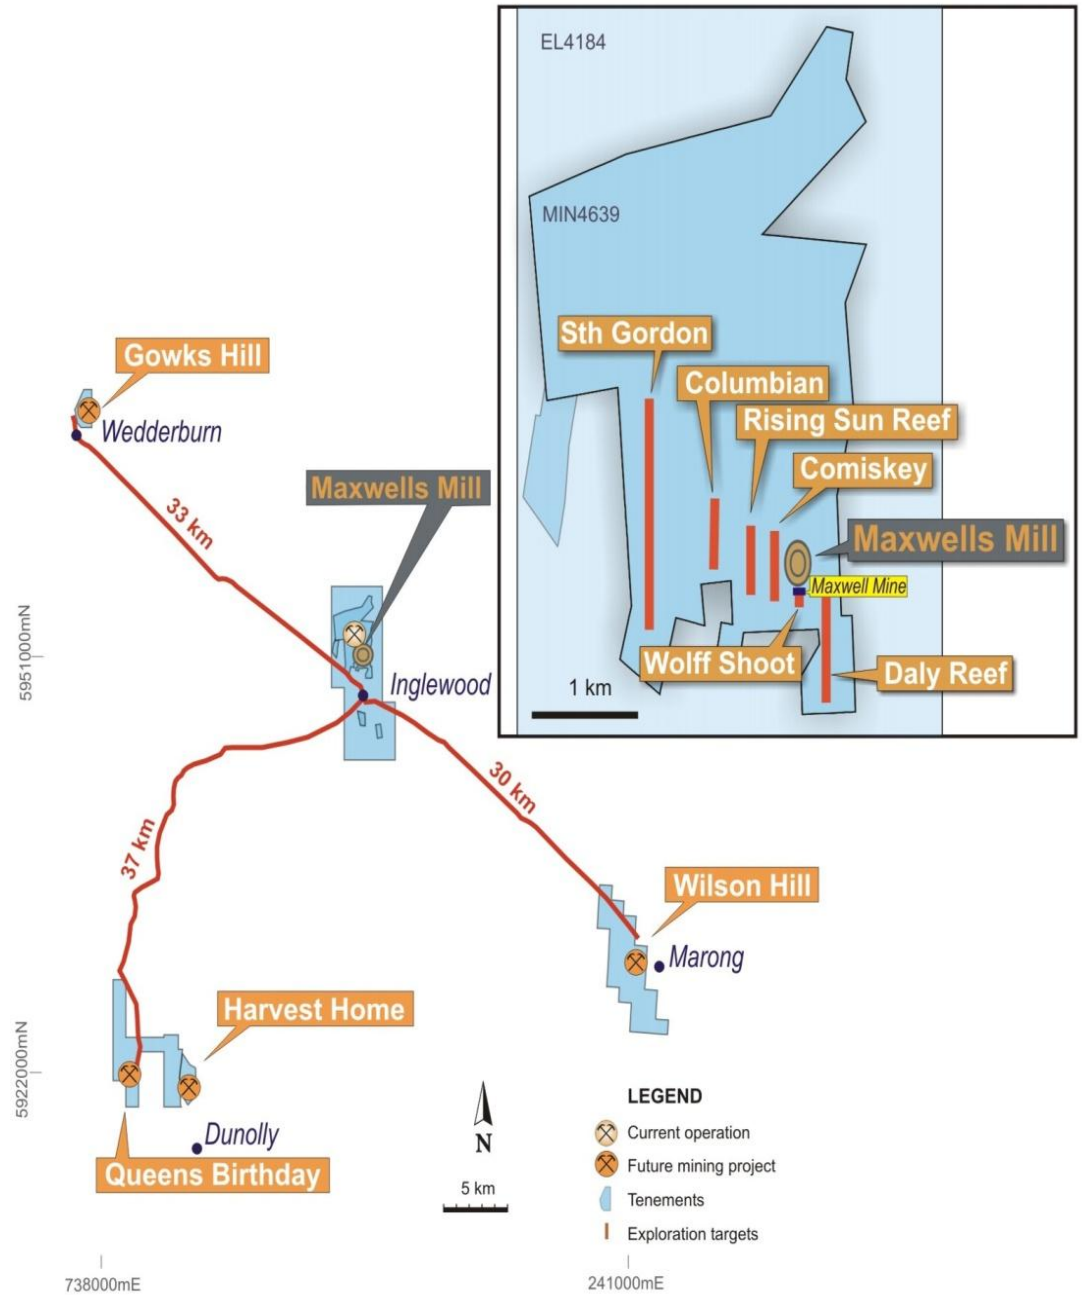 EL4184
MIN4639
Sth Gordon
Columbian
Rising Sun Reef
Comiskey
Maxwells Mill
Maxwell Mine
Wolff Shoot
Daly Reef
1 km
Gowks Hill
Wedderburn
33 km
Maxwells Mill
5951000mN
Inglewood
30 km
37 km
Wilson Hill
Marong
Harvest Home
5922000mN
Dunolly
Queens Birthday
N
5 km
LEGEND
Current operation
Future mining project
Tenements
Exploration targets
738000mE
241000mE